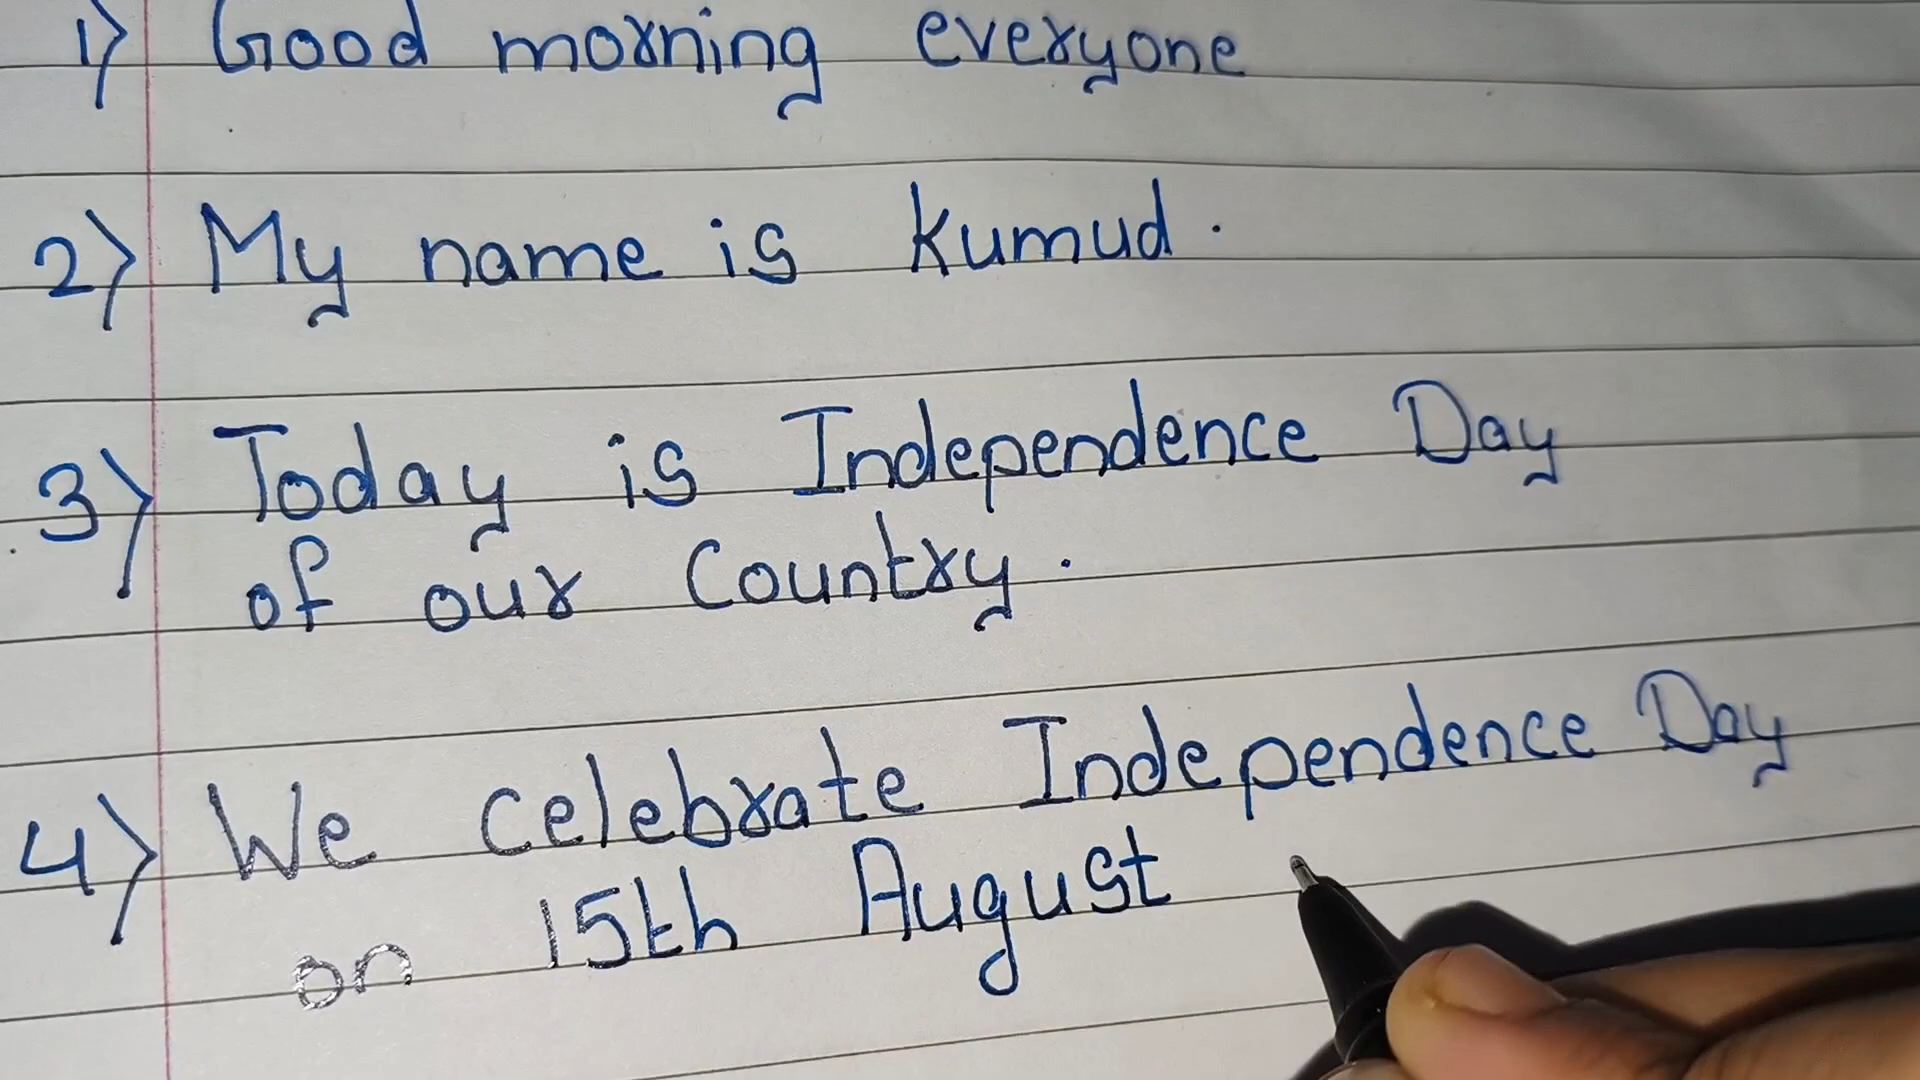 1) Good morning everyone
2) My name is Kumud.
3) Today is Independence Day
of our Country.
4) We celebrate Independence Day
on 15th August